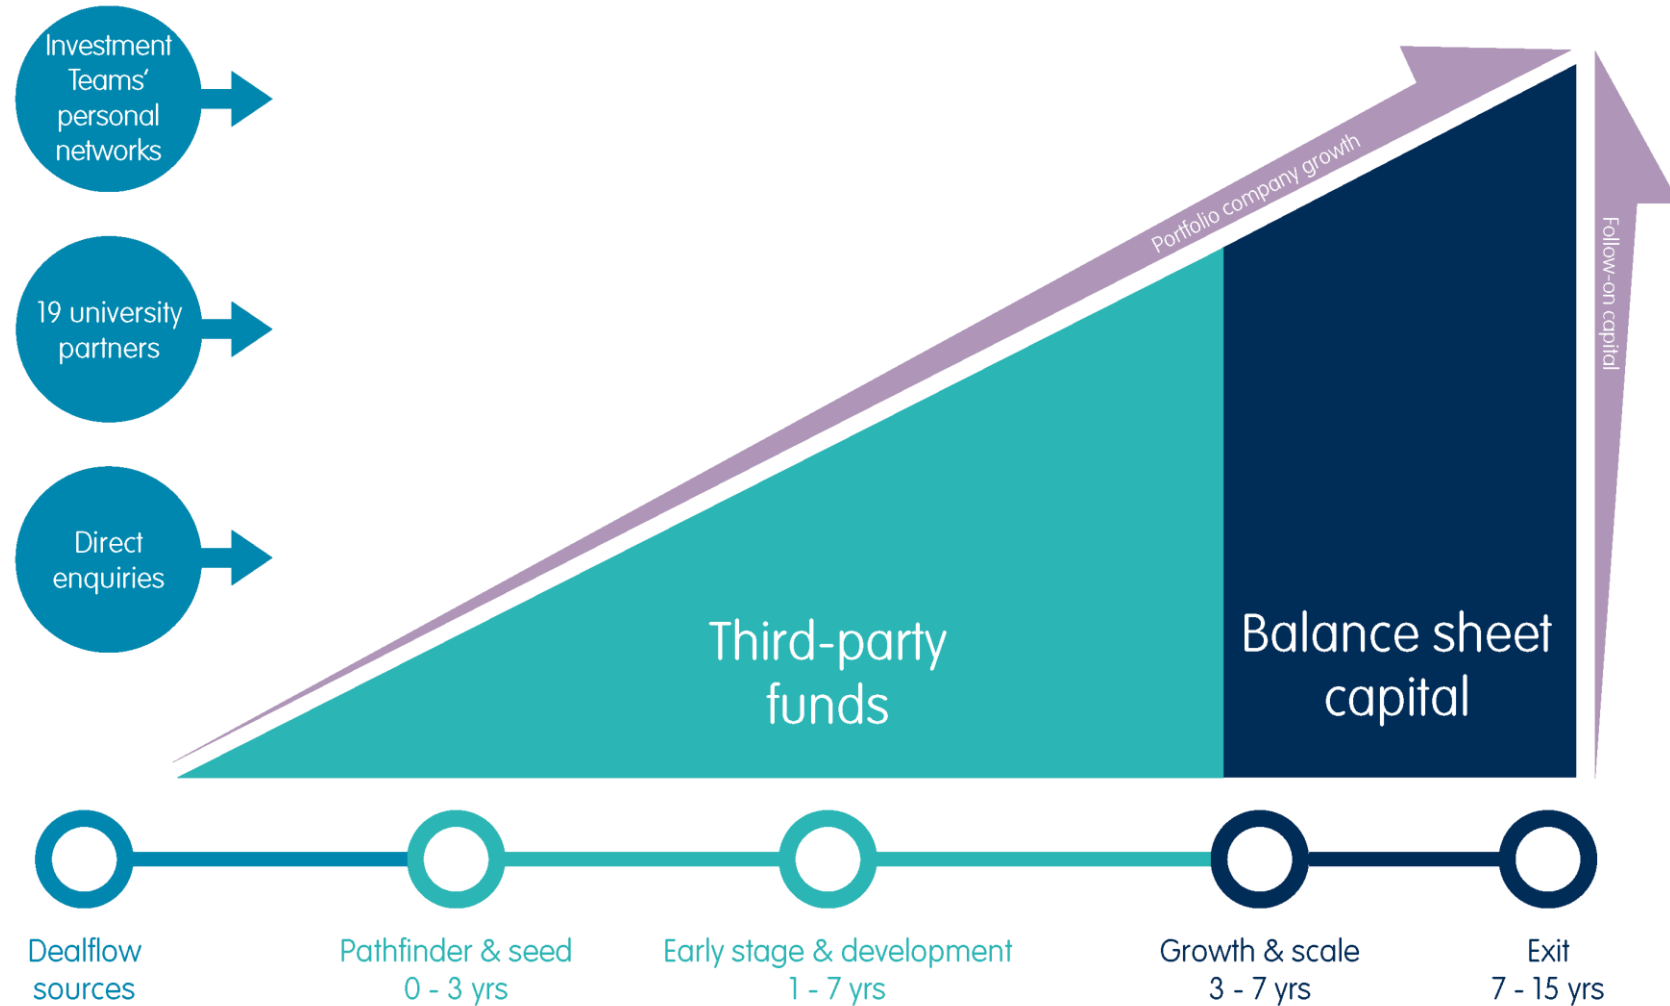 Investment
Teams'
personal
networks
19 university
partners
Direct
enquiries
Portfolio company growth
Follow-on capital
Third-party
funds
Balance sheet
capital
Dealflow
sources
Pathfinder & seed
0 - 3 yrs
Early stage & development
1 - 7 yrs
Growth & scale
3 - 7 yrs
Exit
7 - 15 yrs